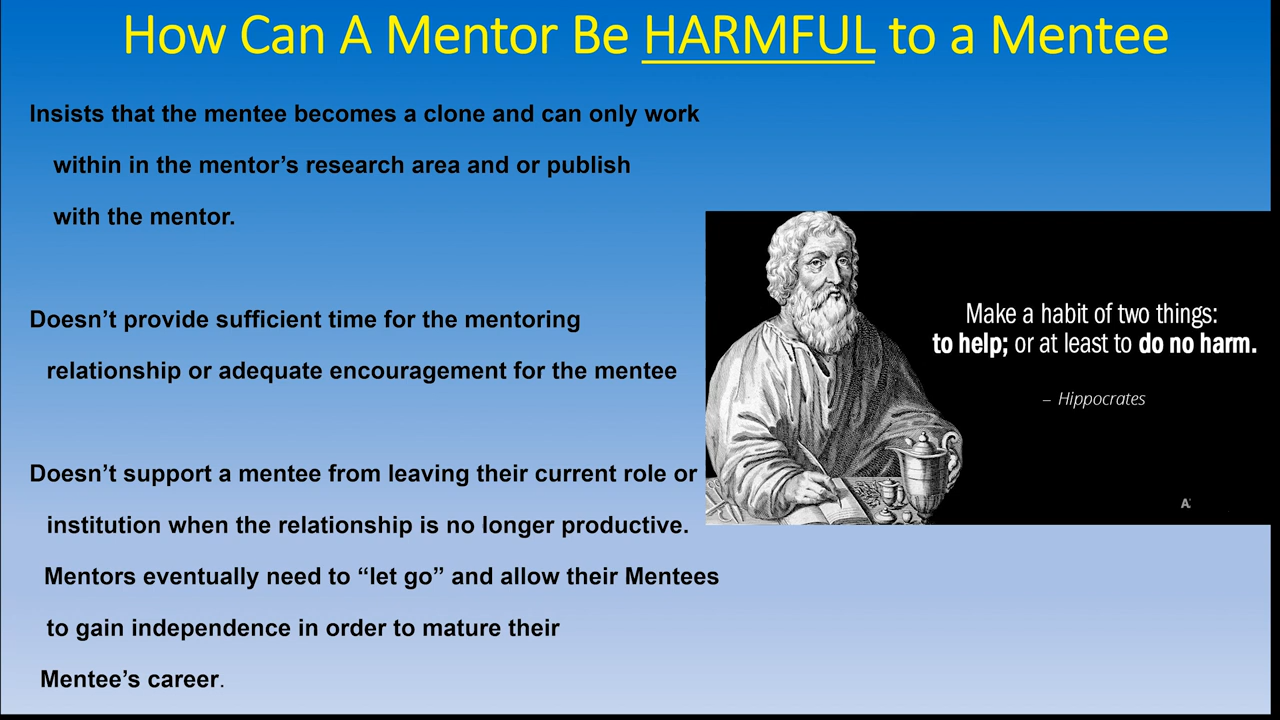 How Can A Mentor Be HARMFUL to a Mentee
Insists that the mentee becomes a clone and can only work
within in the mentor’s research area and or publish
with the mentor.
Doesn’t provide sufficient time for the mentoring
relationship or adequate encouragement for the mentee
Doesn’t support a mentee from leaving their current role or
institution when the relationship is no longer productive.
Mentors eventually need to “let go” and allow their Mentees
to gain independence in order to mature their
Mentee’s career.
Make a habit of two things:
to help; or at least to do no harm.
– Hippocrates
A